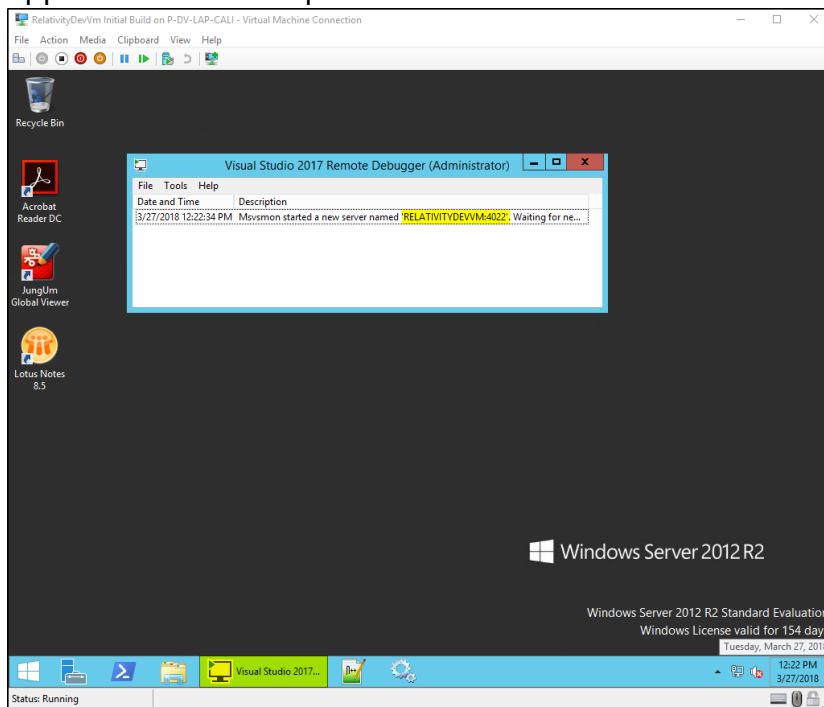 RelativityDevVm Initial Build on P-DV-LAP-CALI - Virtual Machine Connection
File Action Media Clipboard View Help
Recycle Bin
Visual Studio 2017 Remote Debugger (Administrator)
File Tools Help
Date and Time Description
3/27/2018 12:22:34 PM Msvsmon started a new server named 'RELATIVITYDEVVM:4022'. Waiting for ne...
Acrobat
Reader DC
JungUm
Global Viewer
Lotus Notes
8.5
Windows Server 2012 R2
Windows Server 2012 R2 Standard Evaluation
Windows License valid for 154 day
Tuesday, March 27, 201
Visual Studio 2017...
12:22 PM
3/27/2018
Status: Running